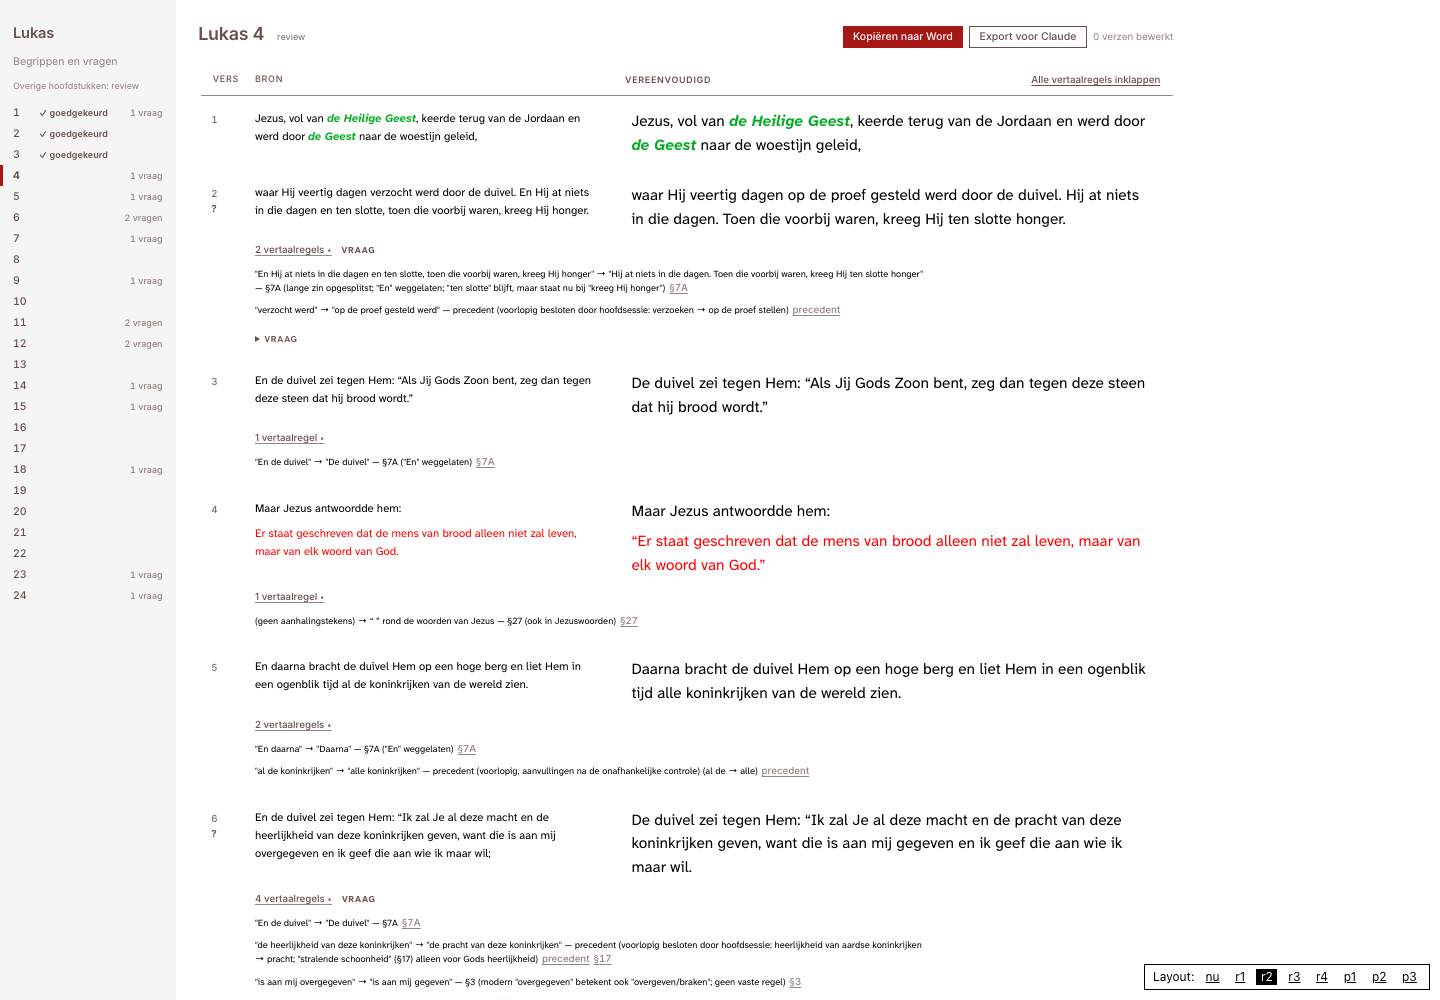 Lukas
Begrippen en vragen
Overige hoofdstukken: review
1 ✓ goedgekeurd 1 vraag
2 ✓ goedgekeurd
3 ✓ goedgekeurd
4 1 vraag
5 1 vraag
6 2 vragen
7 1 vraag
8
9 1 vraag
10
11 2 vragen
12 2 vragen
13
14 1 vraag
15 1 vraag
16
17
18 1 vraag
19
20
21
22
23 1 vraag
24 1 vraag
Lukas 4 review
Kopiëren naar Word Export voor Claude 0 verzen bewerkt
VERS BRON VEREENVOUDIGD Alle vertaalregels inklappen
1
Jezus, vol van de Heilige Geest, keerde terug van de Jordaan en
werd door de Geest naar de woestijn geleid,
Jezus, vol van de Heilige Geest, keerde terug van de Jordaan en werd door
de Geest naar de woestijn geleid,
2
?
waar Hij veertig dagen verzocht werd door de duivel. En Hij at niets
in die dagen en ten slotte, toen die voorbij waren, kreeg Hij honger.
waar Hij veertig dagen op de proef gesteld werd door de duivel. Hij at niets
in die dagen. Toen die voorbij waren, kreeg Hij ten slotte honger.
2 vertaalregels ▴ VRAAG
"En Hij at niets in die dagen en ten slotte, toen die voorbij waren, kreeg Hij honger" → "Hij at niets in die dagen. Toen die voorbij waren, kreeg Hij ten slotte honger"
— §7A (lange zin opgesplitst; "En" weggelaten; "ten slotte" blijft, maar staat nu bij "kreeg Hij honger") §7A
"verzocht werd" → "op de proef gesteld werd" — precedent (voorlopig besloten door hoofdsessie: verzoeken → op de proef stellen) precedent
▶ VRAAG
3
En de duivel zei tegen Hem: “Als Jij Gods Zoon bent, zeg dan tegen
deze steen dat hij brood wordt.”
De duivel zei tegen Hem: “Als Jij Gods Zoon bent, zeg dan tegen deze steen
dat hij brood wordt.”
1 vertaalregel ▴
"En de duivel" → "De duivel" — §7A ("En" weggelaten) §7A
4
Maar Jezus antwoordde hem:
Er staat geschreven dat de mens van brood alleen niet zal leven,
maar van elk woord van God.
Maar Jezus antwoordde hem:
“Er staat geschreven dat de mens van brood alleen niet zal leven, maar van
elk woord van God.”
1 vertaalregel ▴
(geen aanhalingstekens) → “ ” rond de woorden van Jezus — §27 (ook in Jezuswoorden) §27
5
En daarna bracht de duivel Hem op een hoge berg en liet Hem in
een ogenblik tijd al de koninkrijken van de wereld zien.
Daarna bracht de duivel Hem op een hoge berg en liet Hem in een ogenblik
tijd alle koninkrijken van de wereld zien.
2 vertaalregels ▴
"En daarna" → "Daarna" — §7A ("En" weggelaten) §7A
"al de koninkrijken" → "alle koninkrijken" — precedent (voorlopig, aanvullingen na de onafhankelijke controle) (al de → alle) precedent
6
?
En de duivel zei tegen Hem: “Ik zal Je al deze macht en de
heerlijkheid van deze koninkrijken geven, want die is aan mij
overgegeven en ik geef die aan wie ik maar wil;
De duivel zei tegen Hem: “Ik zal Je al deze macht en de pracht van deze
koninkrijken geven, want die is aan mij gegeven en ik geef die aan wie ik
maar wil.
4 vertaalregels ▴ VRAAG
"En de duivel" → "De duivel" — §7A §7A
"de heerlijkheid van deze koninkrijken" → "de pracht van deze koninkrijken" — precedent (voorlopig besloten door hoofdsessie: heerlijkheid van aardse koninkrijken
→ pracht; "stralende schoonheid" (§17) alleen voor Gods heerlijkheid) precedent §17
"is aan mij overgegeven" → "is aan mij gegeven" — §3 (modern "overgegeven" betekent ook "overgeven/braken"; geen vaste regel) §3
Layout: nu r1 r2 r3 r4 p1 p2 p3